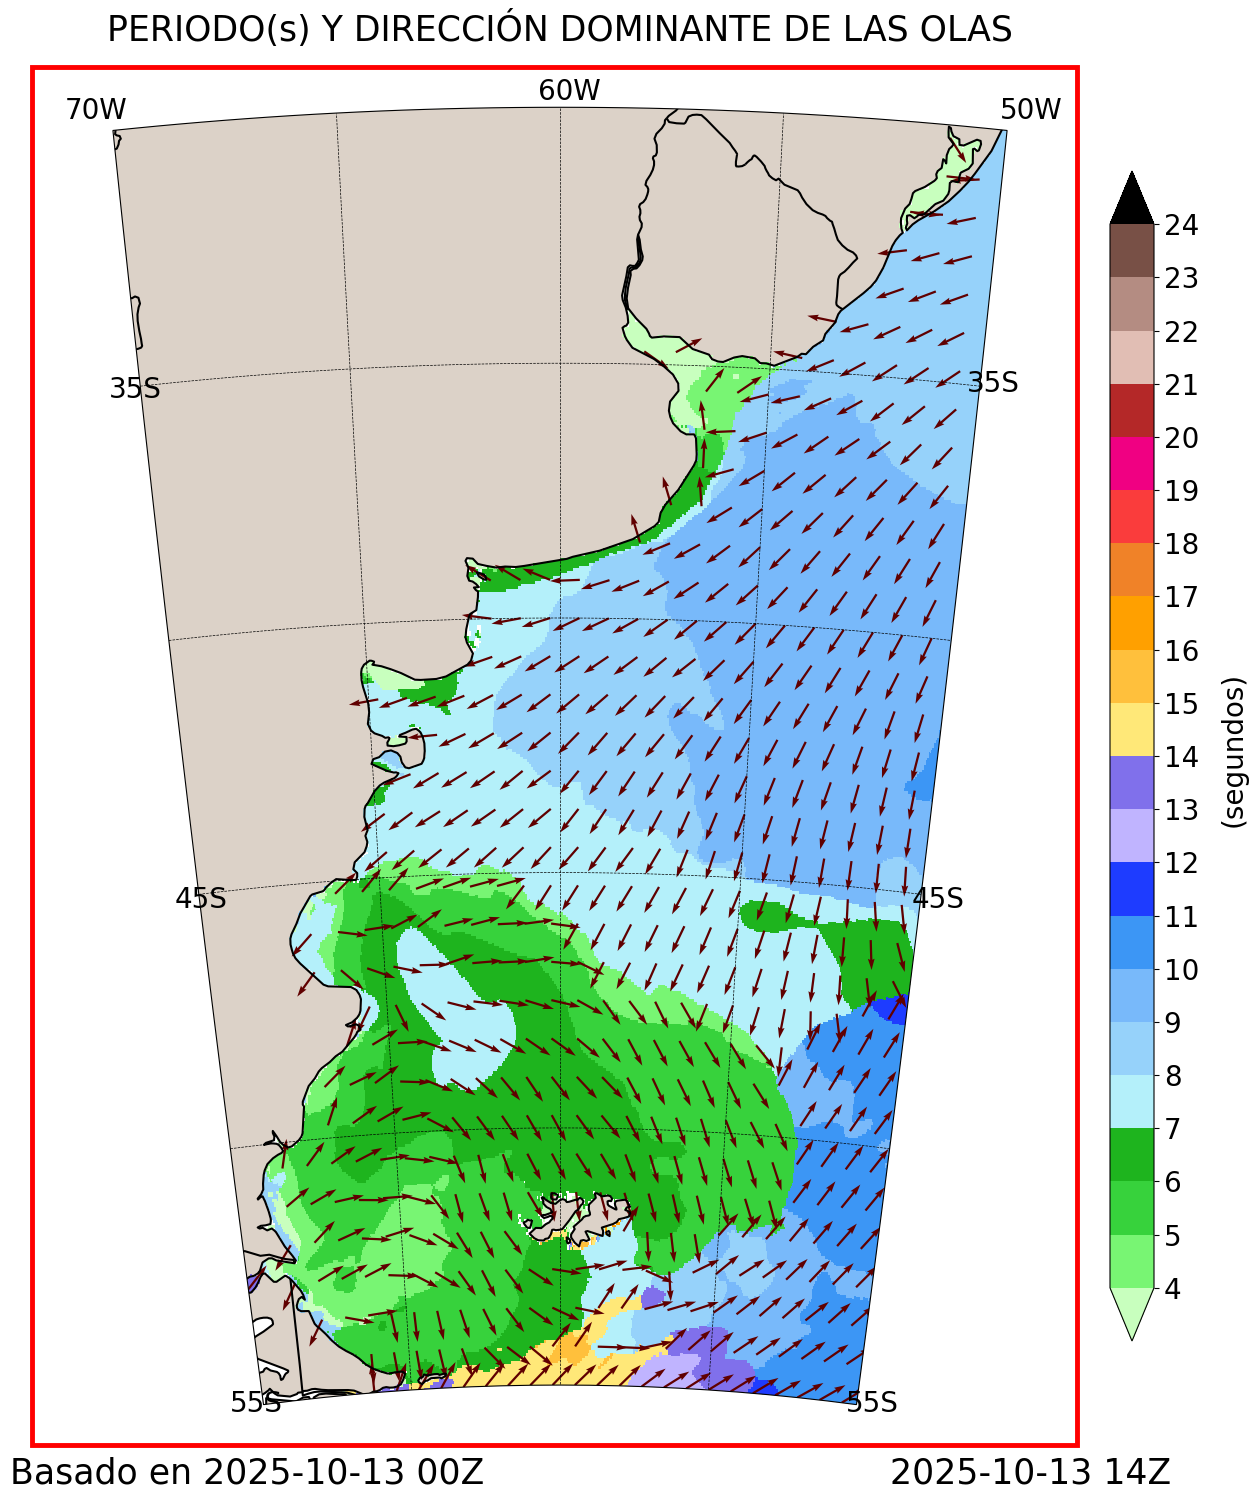 PERIODO(s) Y DIRECCIÓN DOMINANTE DE LAS OLAS
70W
60W
50W
35S
35S
45S
45S
55S
55S
24
23
22
21
20
19
18
17
16
15
14
13
12
11
10
9
8
7
6
5
4
(segundos)
Basado en 2025-10-13 00Z
2025-10-13 14Z